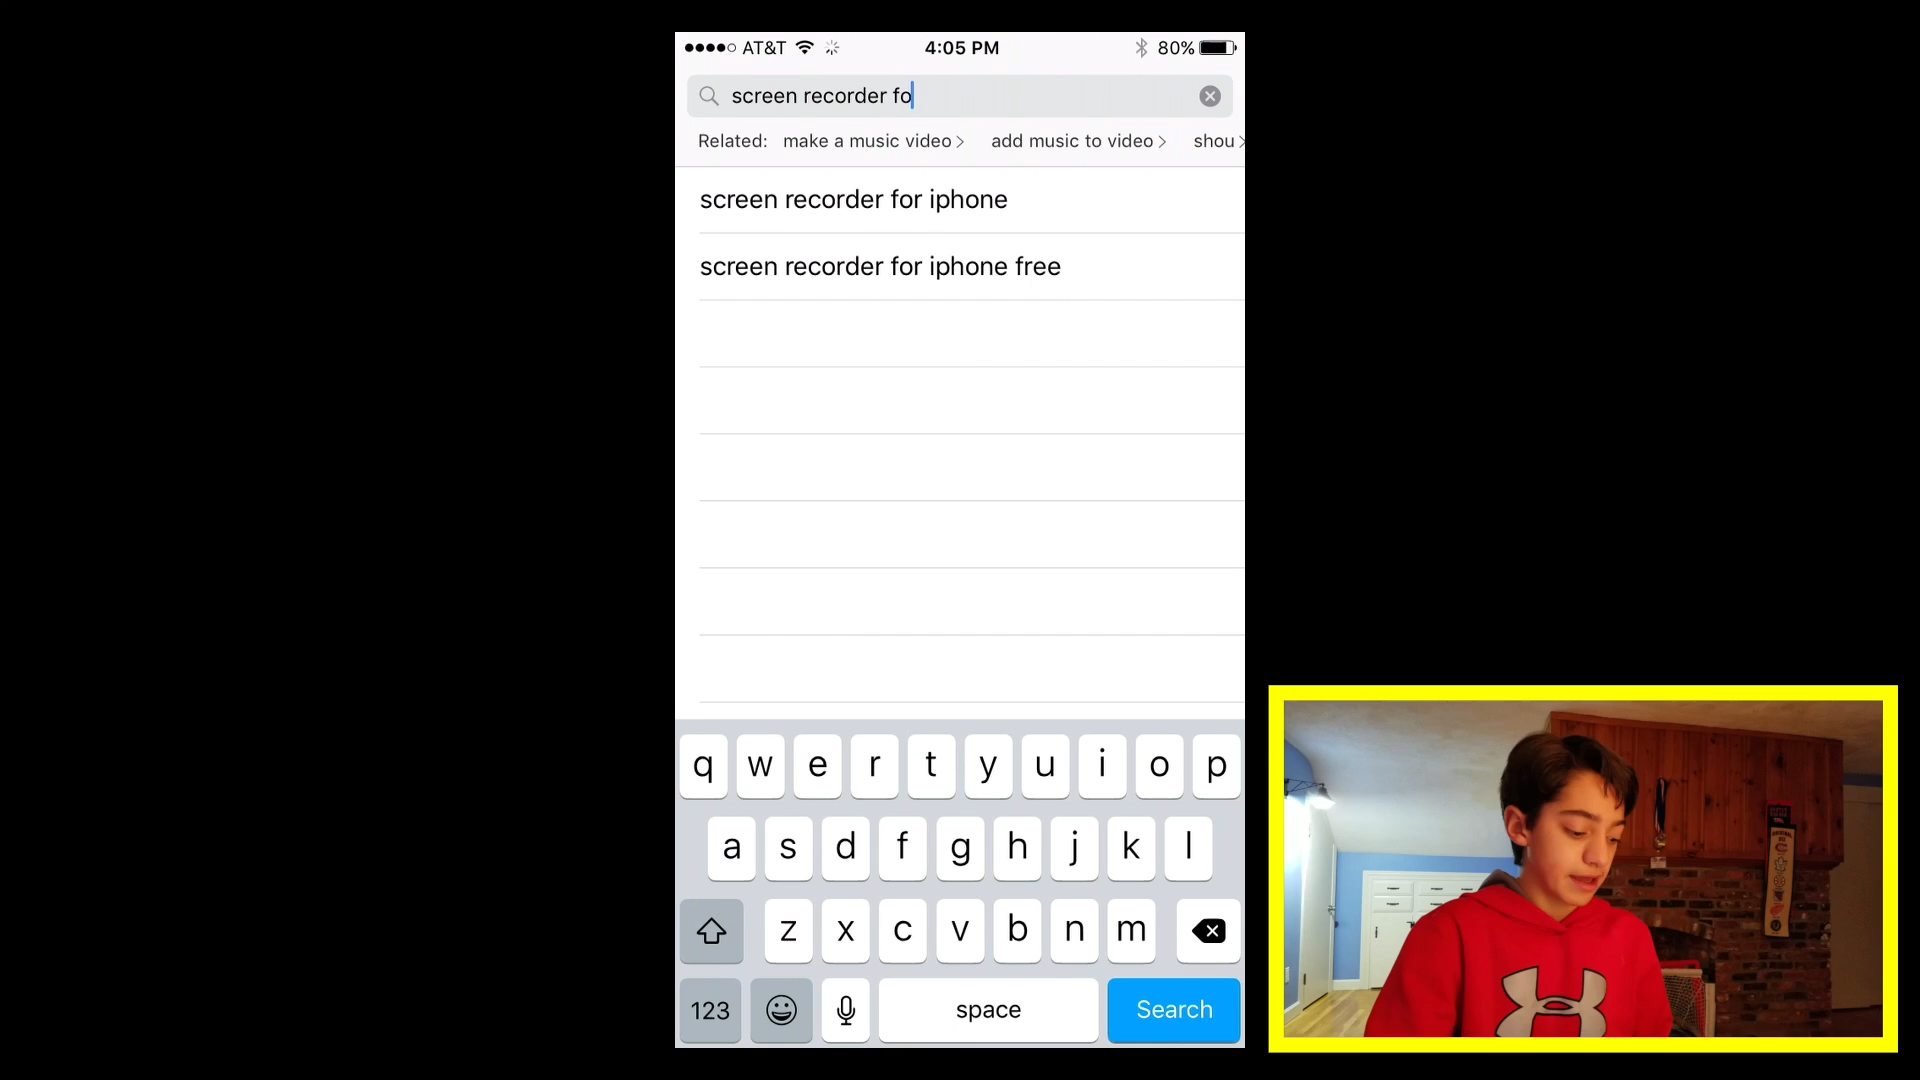 AT&T 4:05 PM 80%
screen recorder fo
Related: make a music video > add music to video > shou >
screen recorder for iphone
screen recorder for iphone free
q w e r t y u i o p
a s d f g h j k l
z x c v b n m
123 space Search